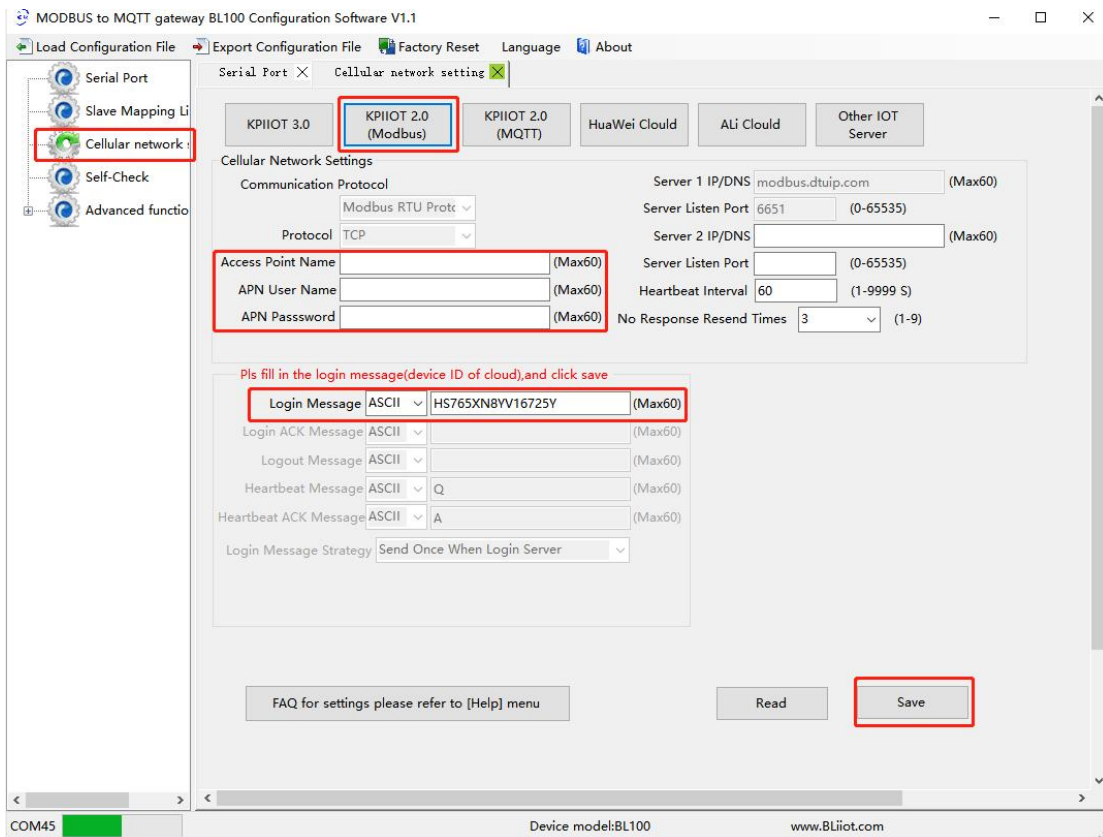 MODBUS to MQTT gateway BL100 Configuration Software V1.1
Load Configuration File Export Configuration File Factory Reset Language About
Serial Port
Slave Mapping Li
Cellular network s
Self-Check
Advanced functio
Serial Port Cellular network setting
KPIIOT 3.0
KPIIOT 2.0
(Modbus)
KPIIOT 2.0
(MQTT)
HuaWei Clould
ALi Clould
Other IOT
Server
Cellular Network Settings
Communication Protocol
Modbus RTU Protc
Protocol TCP
Access Point Name (Max60)
APN User Name (Max60)
APN Passsword (Max60)
Server 1 IP/DNS modbus.dtuip.com (Max60)
Server Listen Port 6651 (0-65535)
Server 2 IP/DNS (Max60)
Server Listen Port (0-65535)
Heartbeat Interval 60 (1-9999 S)
No Response Resend Times 3 (1-9)
Pls fill in the login message(device ID of cloud),and click save
Login Message ASCII HS765XN8YV16725Y (Max60)
Login ACK Message ASCII (Max60)
Logout Message ASCII (Max60)
Heartbeat Message ASCII Q (Max60)
Heartbeat ACK Message ASCII A (Max60)
Login Message Strategy Send Once When Login Server
FAQ for settings please refer to [Help] menu
Read
Save
COM45 Device model:BL100 www.BLiiot.com